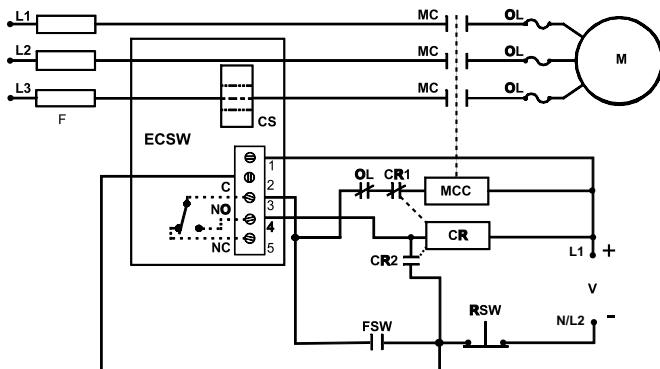 L1 MC OL
L2 MC OL M
L3 MC OL
F CS
ECSW
1
C 2
OL CR1 MCC
NO 3
4
NC 5
CR
CR2 L1 +
V
FSW RSW N/L2 -